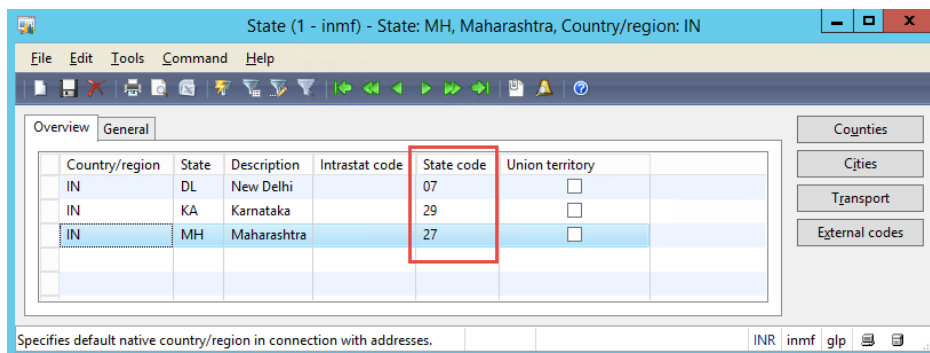 State (1 - inmf) - State: MH, Maharashtra, Country/region: IN
File Edit Tools Command Help
Overview General
Country/region State Description Intrastat code State code Union territory
IN DL New Delhi 07
IN KA Karnataka 29
IN MH Maharashtra 27
Counties
Cities
Transport
External codes
Specifies default native country/region in connection with addresses. INR inmf glp